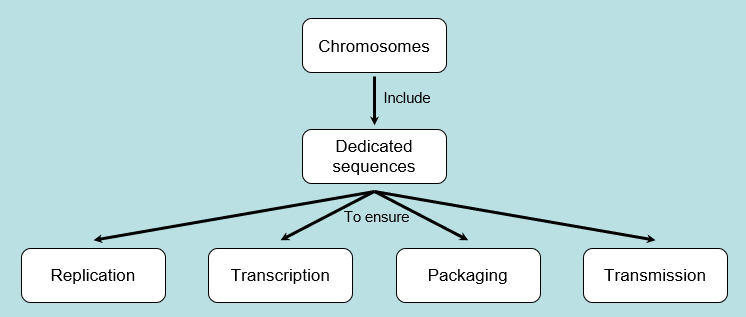 Chromosomes
Include
Dedicated
sequences
To ensure
Replication
Transcription
Packaging
Transmission